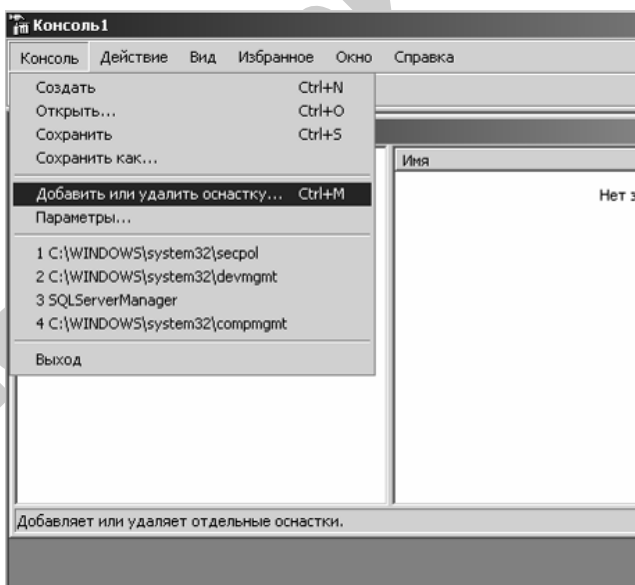 Консоль1
Консоль Действие Вид Избранное Окно Справка
Создать Ctrl+N
Открыть... Ctrl+O
Сохранить Ctrl+S
Сохранить как...
Добавить или удалить оснастку... Ctrl+M
Параметры...
1 C:\WINDOWS\system32\secpol
2 C:\WINDOWS\system32\devmgmt
3 SQLServerManager
4 C:\WINDOWS\system32\compmgmt
Выход
Имя
Нет
Добавляет или удаляет отдельные оснастки.